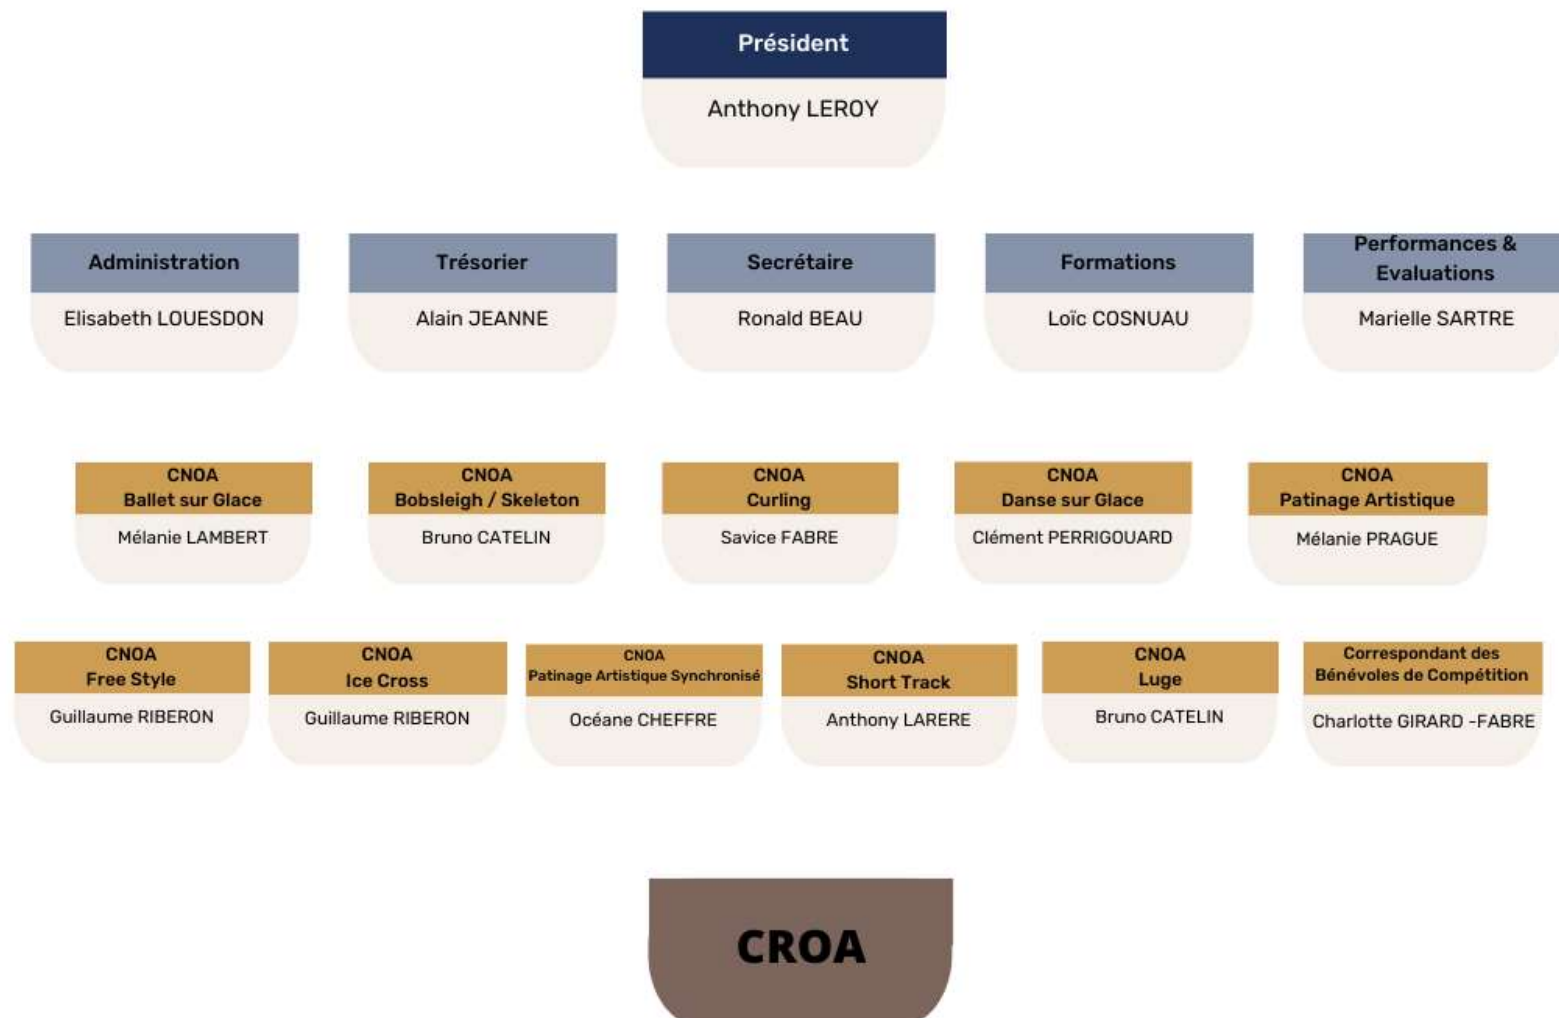 Président
Anthony LEROY
Administration
Elisabeth LOUESDON
Trésorier
Alain JEANNE
Secrétaire
Ronald BEAU
Formations
Loïc COSNUAU
Performances &
Evaluations
Marielle SARTRE
CNOA
Ballet sur Glace
Mélanie LAMBERT
CNOA
Bobsleigh / Skeleton
Bruno CATELIN
CNOA
Curling
Savice FABRE
CNOA
Danse sur Glace
Clément PERRIGOUARD
CNOA
Patinage Artistique
Mélanie PRAGUE
CNOA
Free Style
Guillaume RIBERON
CNOA
Ice Cross
Guillaume RIBERON
CNOA
Patinage Artistique Synchronisé
Océane CHEFFRE
CNOA
Short Track
Anthony LARERE
CNOA
Luge
Bruno CATELIN
Correspondant des
Bénévoles de Compétition
Charlotte GIRARD -FABRE
CROA